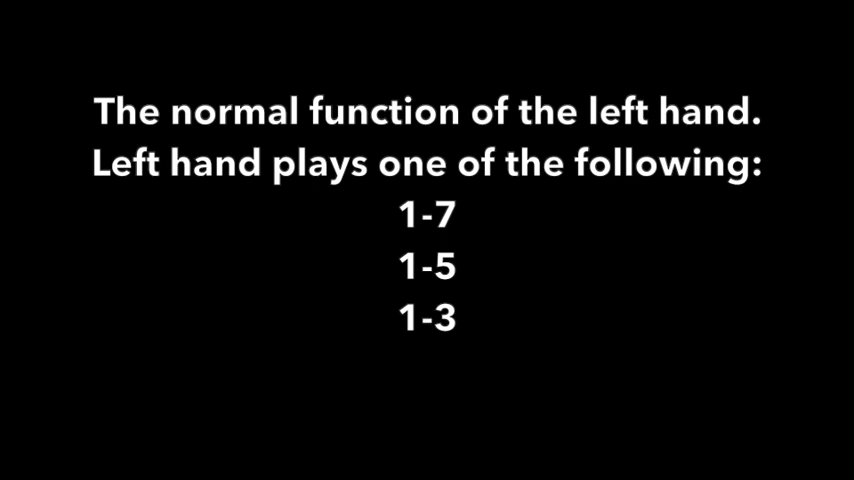 The normal function of the left hand.
Left hand plays one of the following:
1-7
1-5
1-3